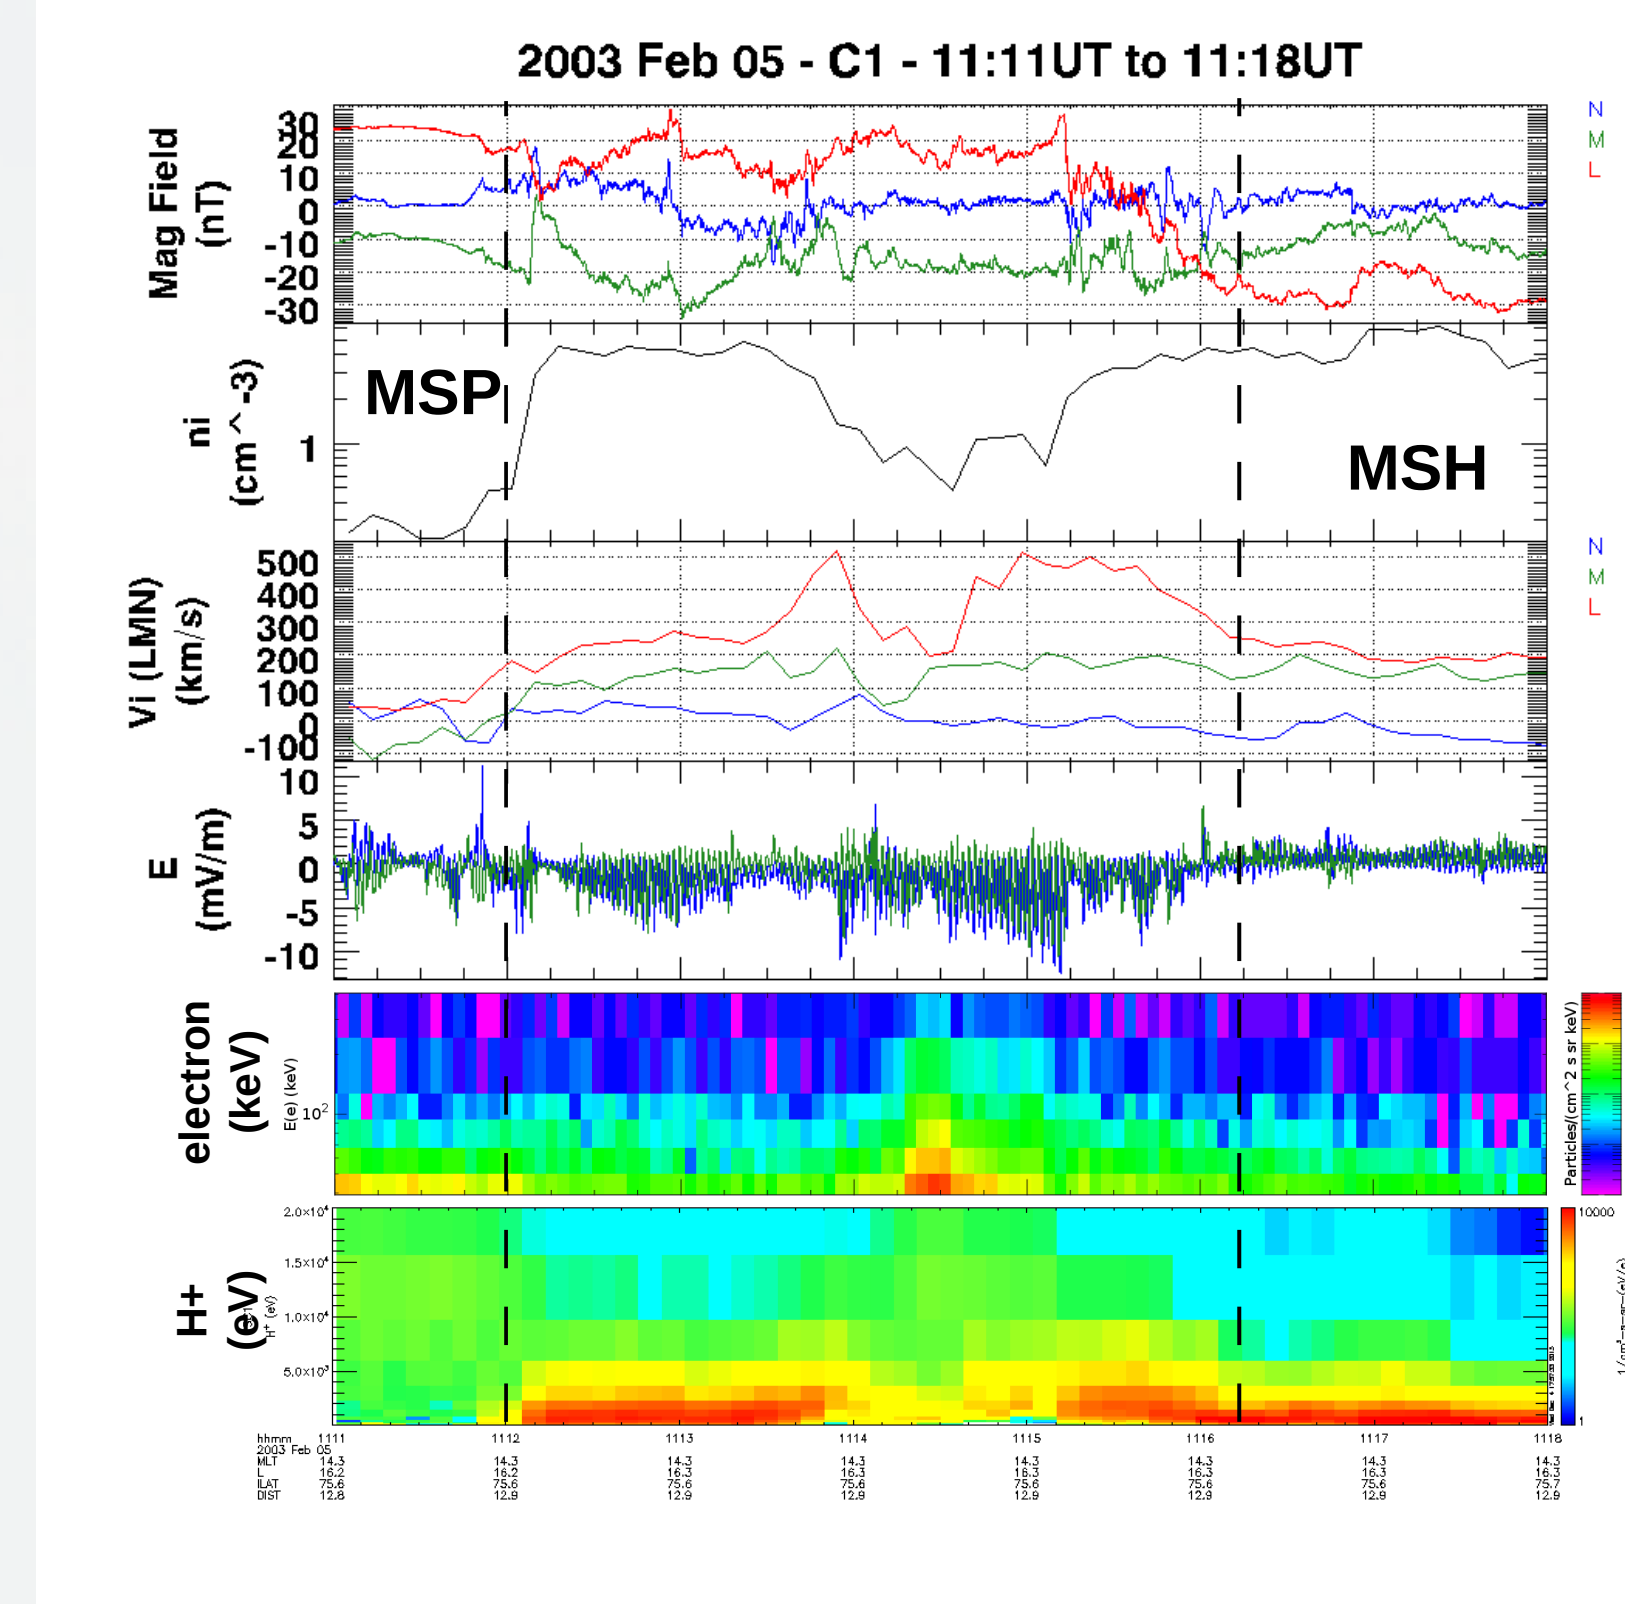 2003 Feb 05 - C1 - 11:11UT to 11:18UT
Mag Field
(nT)
30
20
10
0
-10
-20
-30
N
M
L
MSP
MSH
ni
(cm^-3)
1
Vi (LMN)
(km/s)
500
400
300
200
100
0
-100
N
M
L
E
(mV/m)
10
5
0
-5
-10
electron
(keV)
E(e) (keV)
10²
Particles/(cm^2 s sr keV)
H+
(eV)
H⁺ (eV)
2.0×10⁴
1.5×10⁴
1.0×10⁴
5.0×10³
10000
1
hhmm 1111 1112 1113 1114 1115 1116 1117 1118
2003 Feb 05
MLT 14.3 14.3 14.3 14.3 14.3 14.3 14.3 14.3
L 16.2 16.2 16.3 16.3 16.3 16.3 16.3 16.3
ILAT 75.6 75.6 75.6 75.6 75.6 75.6 75.6 75.7
DIST 12.8 12.9 12.9 12.9 12.9 12.9 12.9 12.9